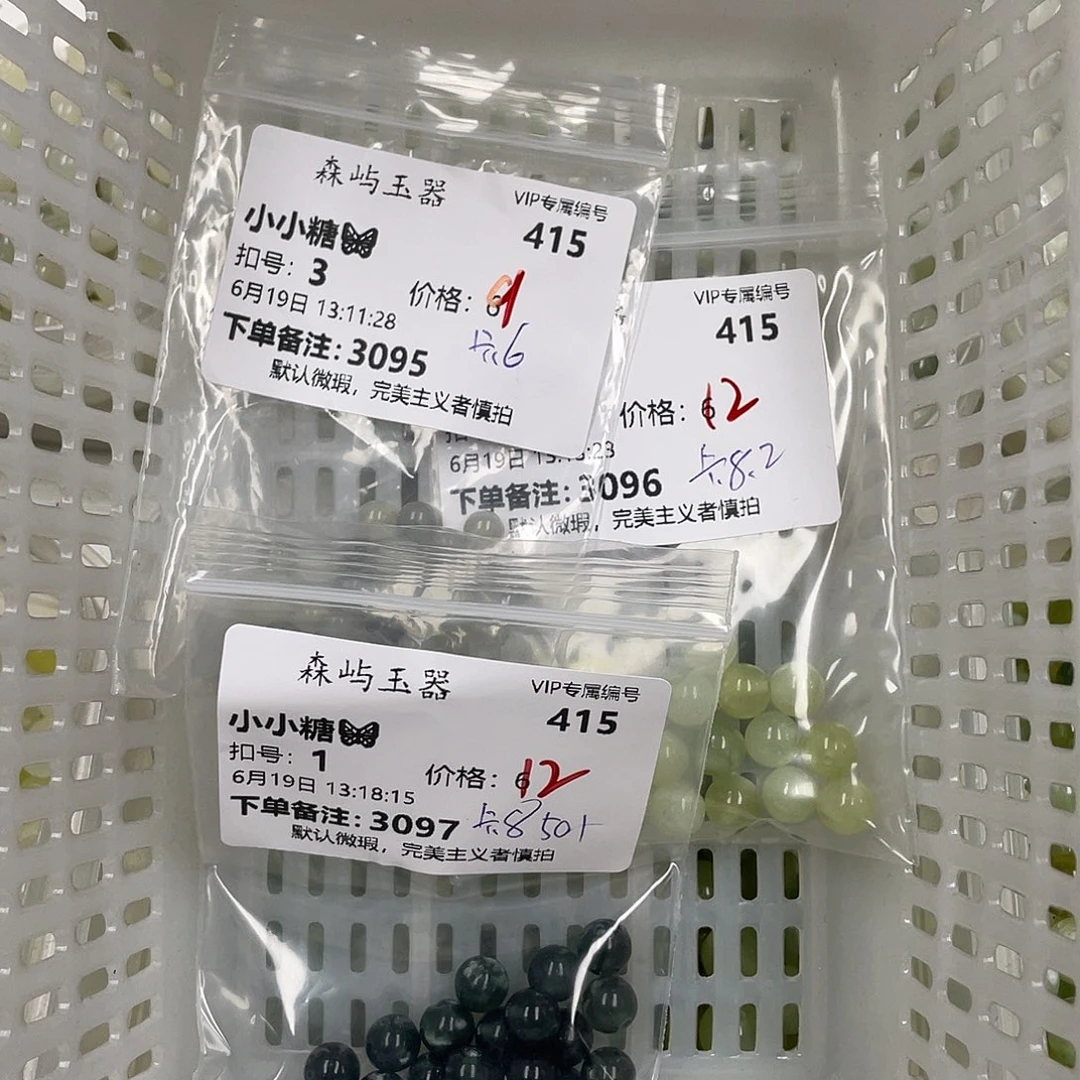 森屿玉器
VIP专属编号
小小糖
415
扣号：3
价格：
6月19日 13:11:28
下单备注：3095
卡6
默认微瑕，完美主义者慎拍
VIP专属编号
415
价格：12
6月19日
下单备注：3096
卡8.2
默认微瑕，完美主义者慎拍
森屿玉器
VIP专属编号
小小糖
415
扣号：1
价格：12
6月19日 13:18:15
下单备注：3097
卡8 50+
默认微瑕，完美主义者慎拍